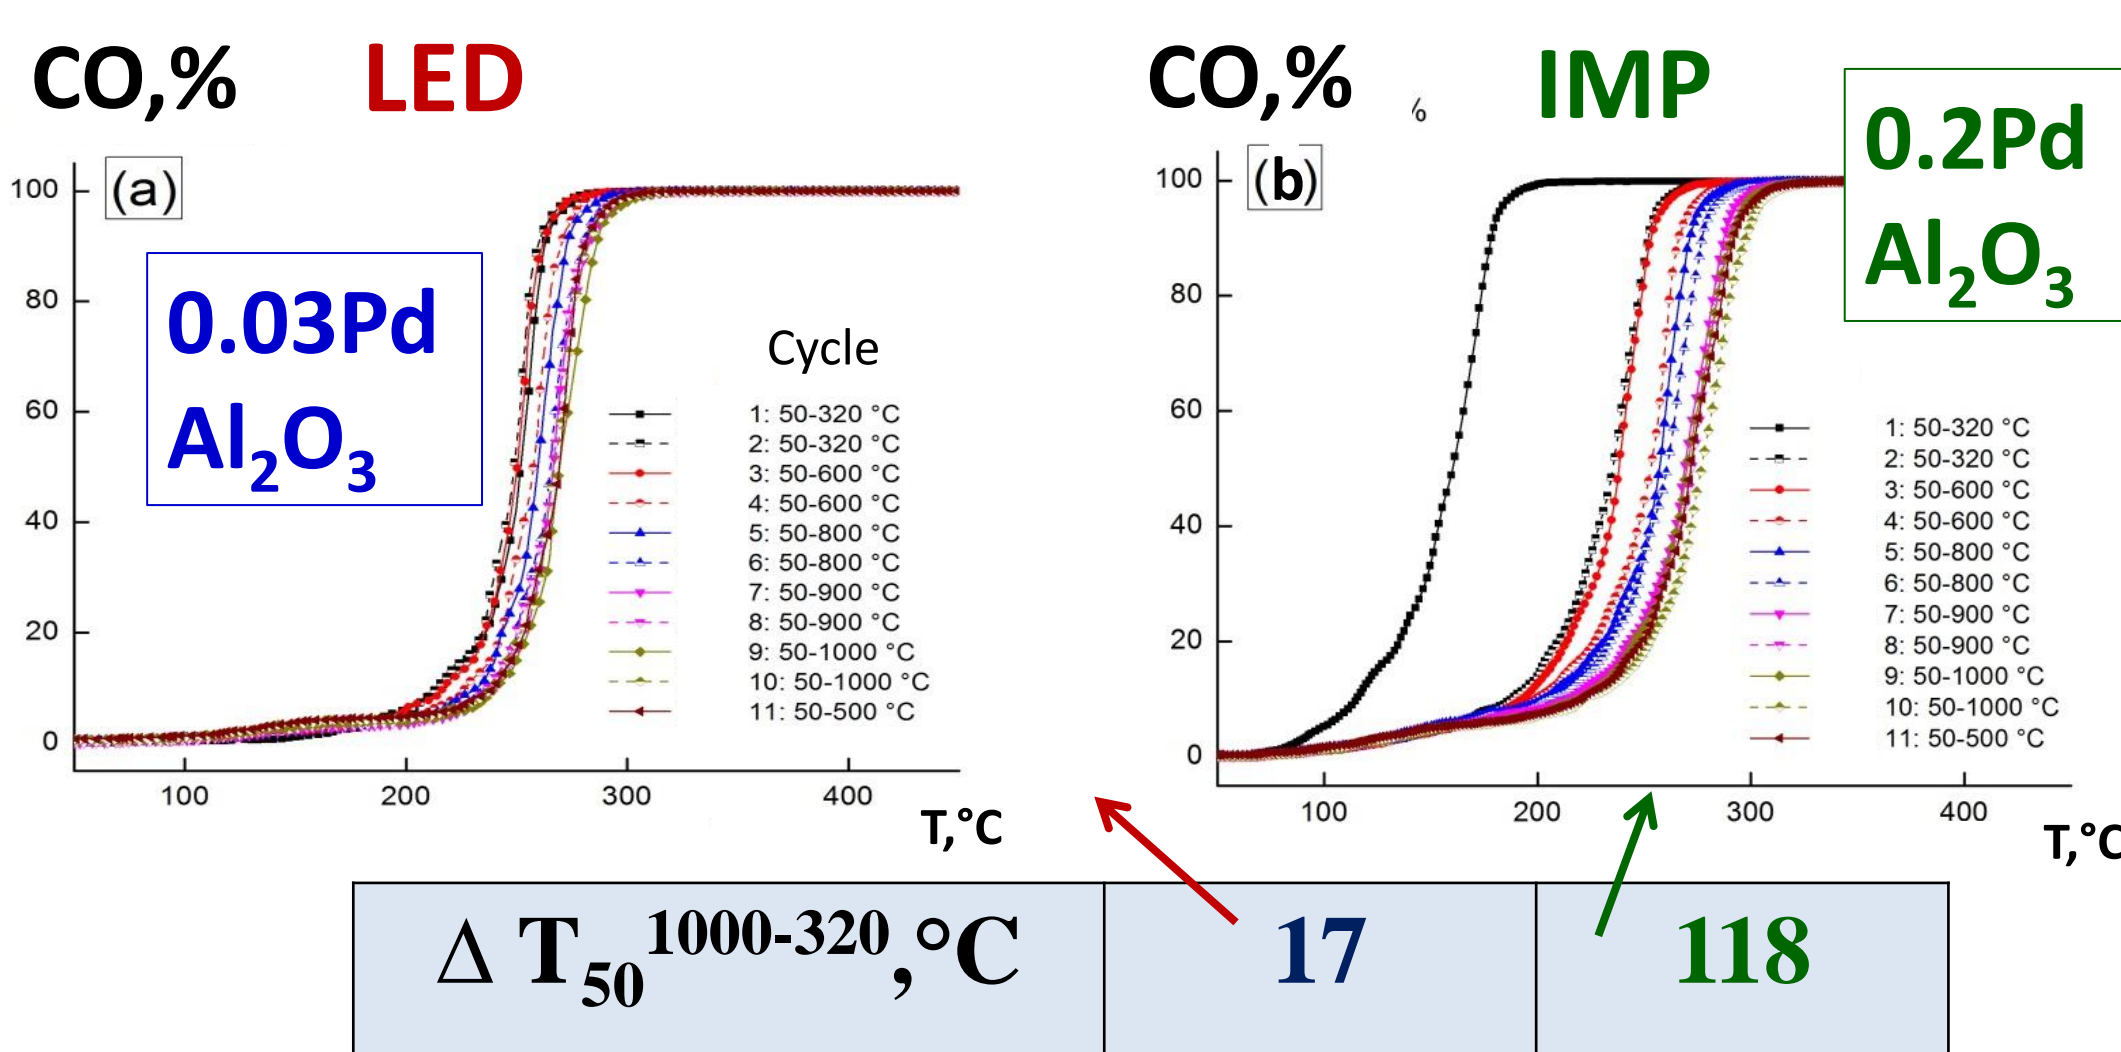 CO,%
LED
(a)
0.03Pd
Al₂O₃
100
80
60
40
20
0
100
200
300
400
T,°C
Cycle
1: 50-320 °C
2: 50-320 °C
3: 50-600 °C
4: 50-600 °C
5: 50-800 °C
6: 50-800 °C
7: 50-900 °C
8: 50-900 °C
9: 50-1000 °C
10: 50-1000 °C
11: 50-500 °C
CO,%
%
IMP
(b)
0.2Pd
Al₂O₃
100
80
60
40
20
0
100
200
300
400
T,°C
1: 50-320 °C
2: 50-320 °C
3: 50-600 °C
4: 50-600 °C
5: 50-800 °C
6: 50-800 °C
7: 50-900 °C
8: 50-900 °C
9: 50-1000 °C
10: 50-1000 °C
11: 50-500 °C
Δ T₅₀¹⁰⁰⁰⁻³²⁰,°C
17
118